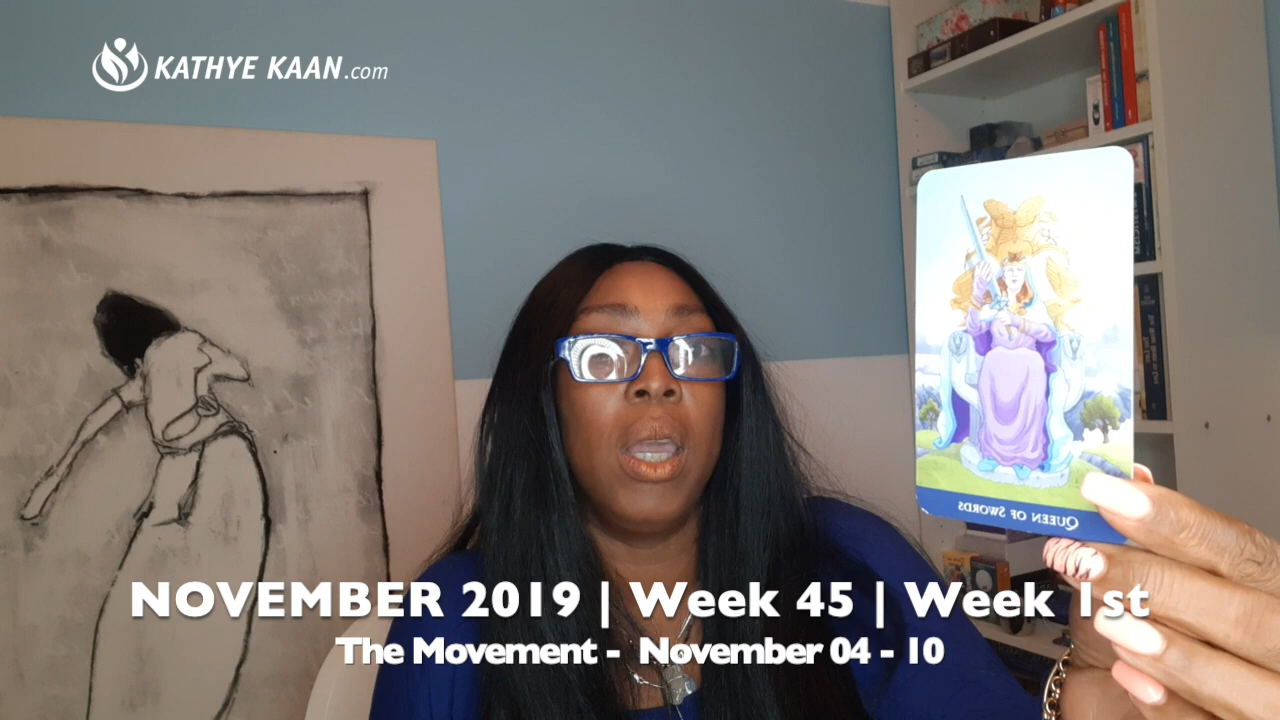 KATHYE KAAN.com
QUEEN OF SWORDS
NOVEMBER 2019 | Week 45 | Week 1st
The Movement - November 04 - 10